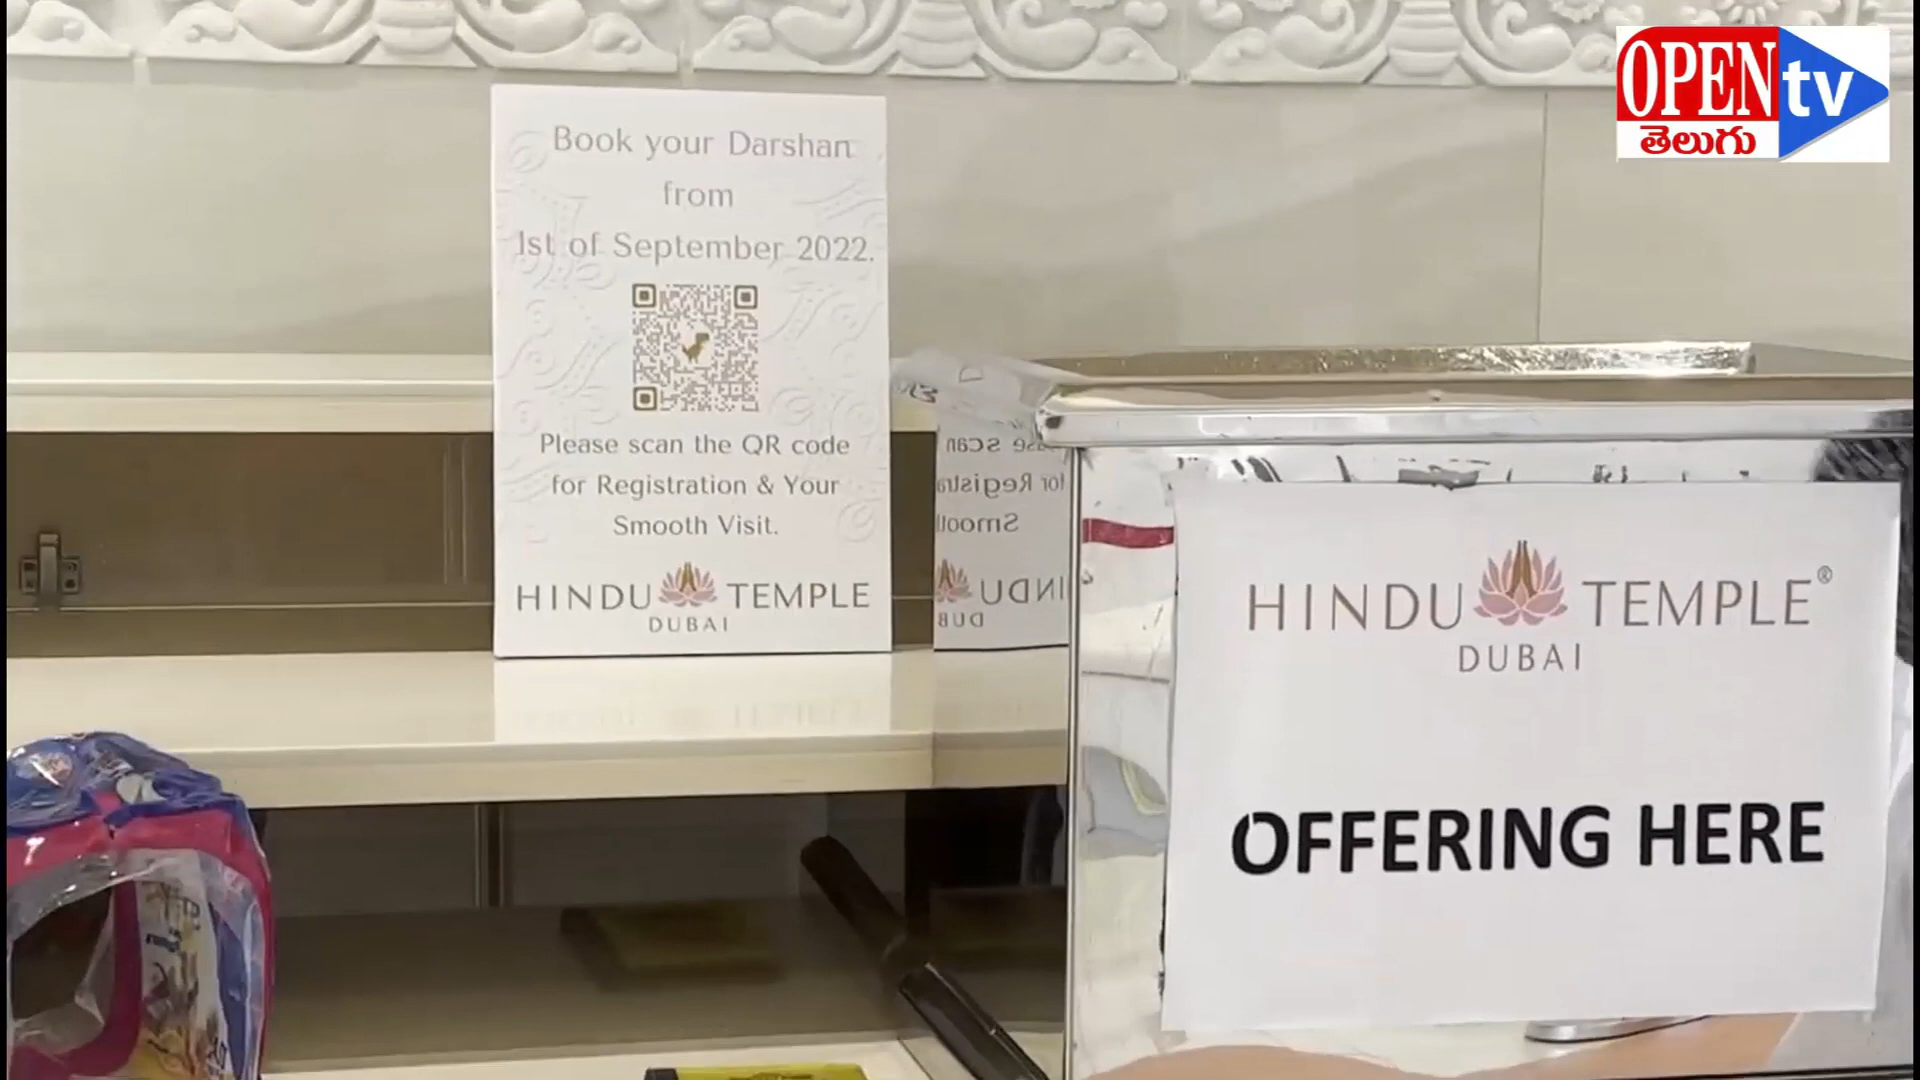 OPEN tv
తెలుగు
Book your Darshan
from
1st of September 2022.
Please scan the QR code
for Registration & Your
Smooth Visit.
HINDU TEMPLE
DUBAI
HINDU TEMPLE®
DUBAI
OFFERING HERE